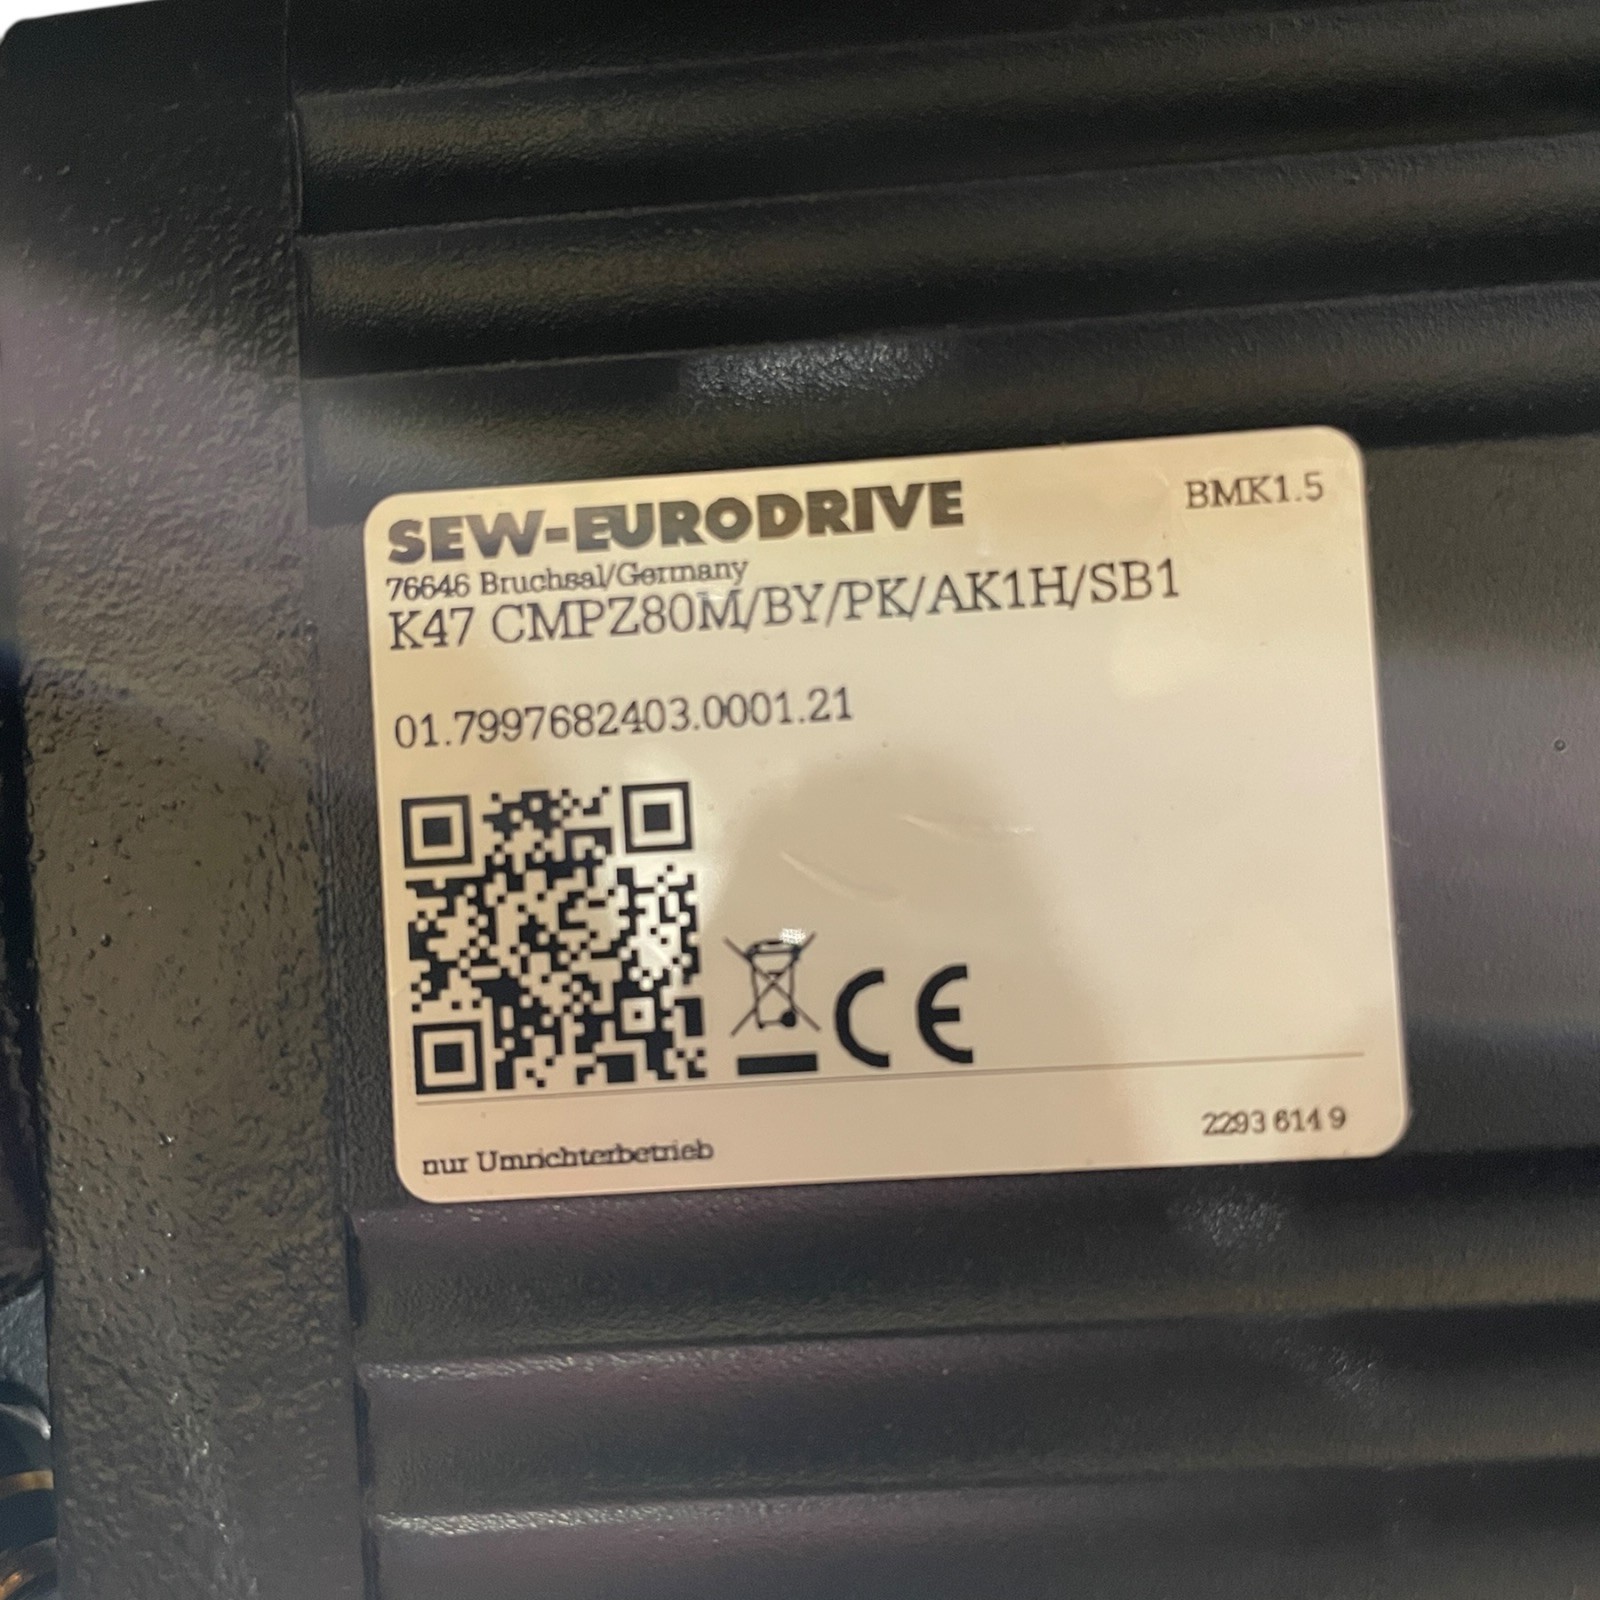 SEW-EURODRIVE
BMK1.5
76646 Bruchsal/Germany
K47 CMPZ80M/BY/PK/AK1H/SB1
01.7997682403.0001.21
CE
nur Umrichterbetrieb
2293 614 9